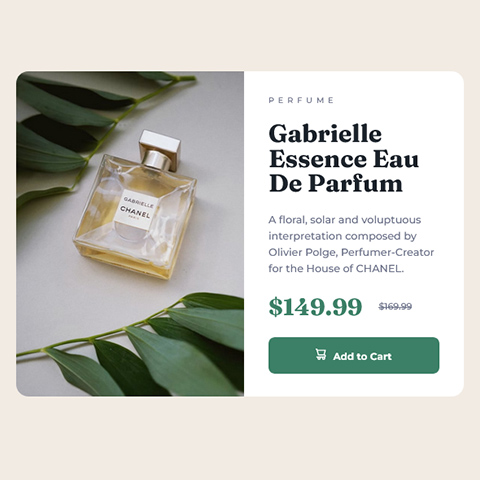 GABRIELLE
CHANEL
PARIS
PERFUME
Gabrielle
Essence Eau
De Parfum
A floral, solar and voluptuous
interpretation composed by
Olivier Polge, Perfumer-Creator
for the House of CHANEL.
$149.99 $169.99
Add to Cart